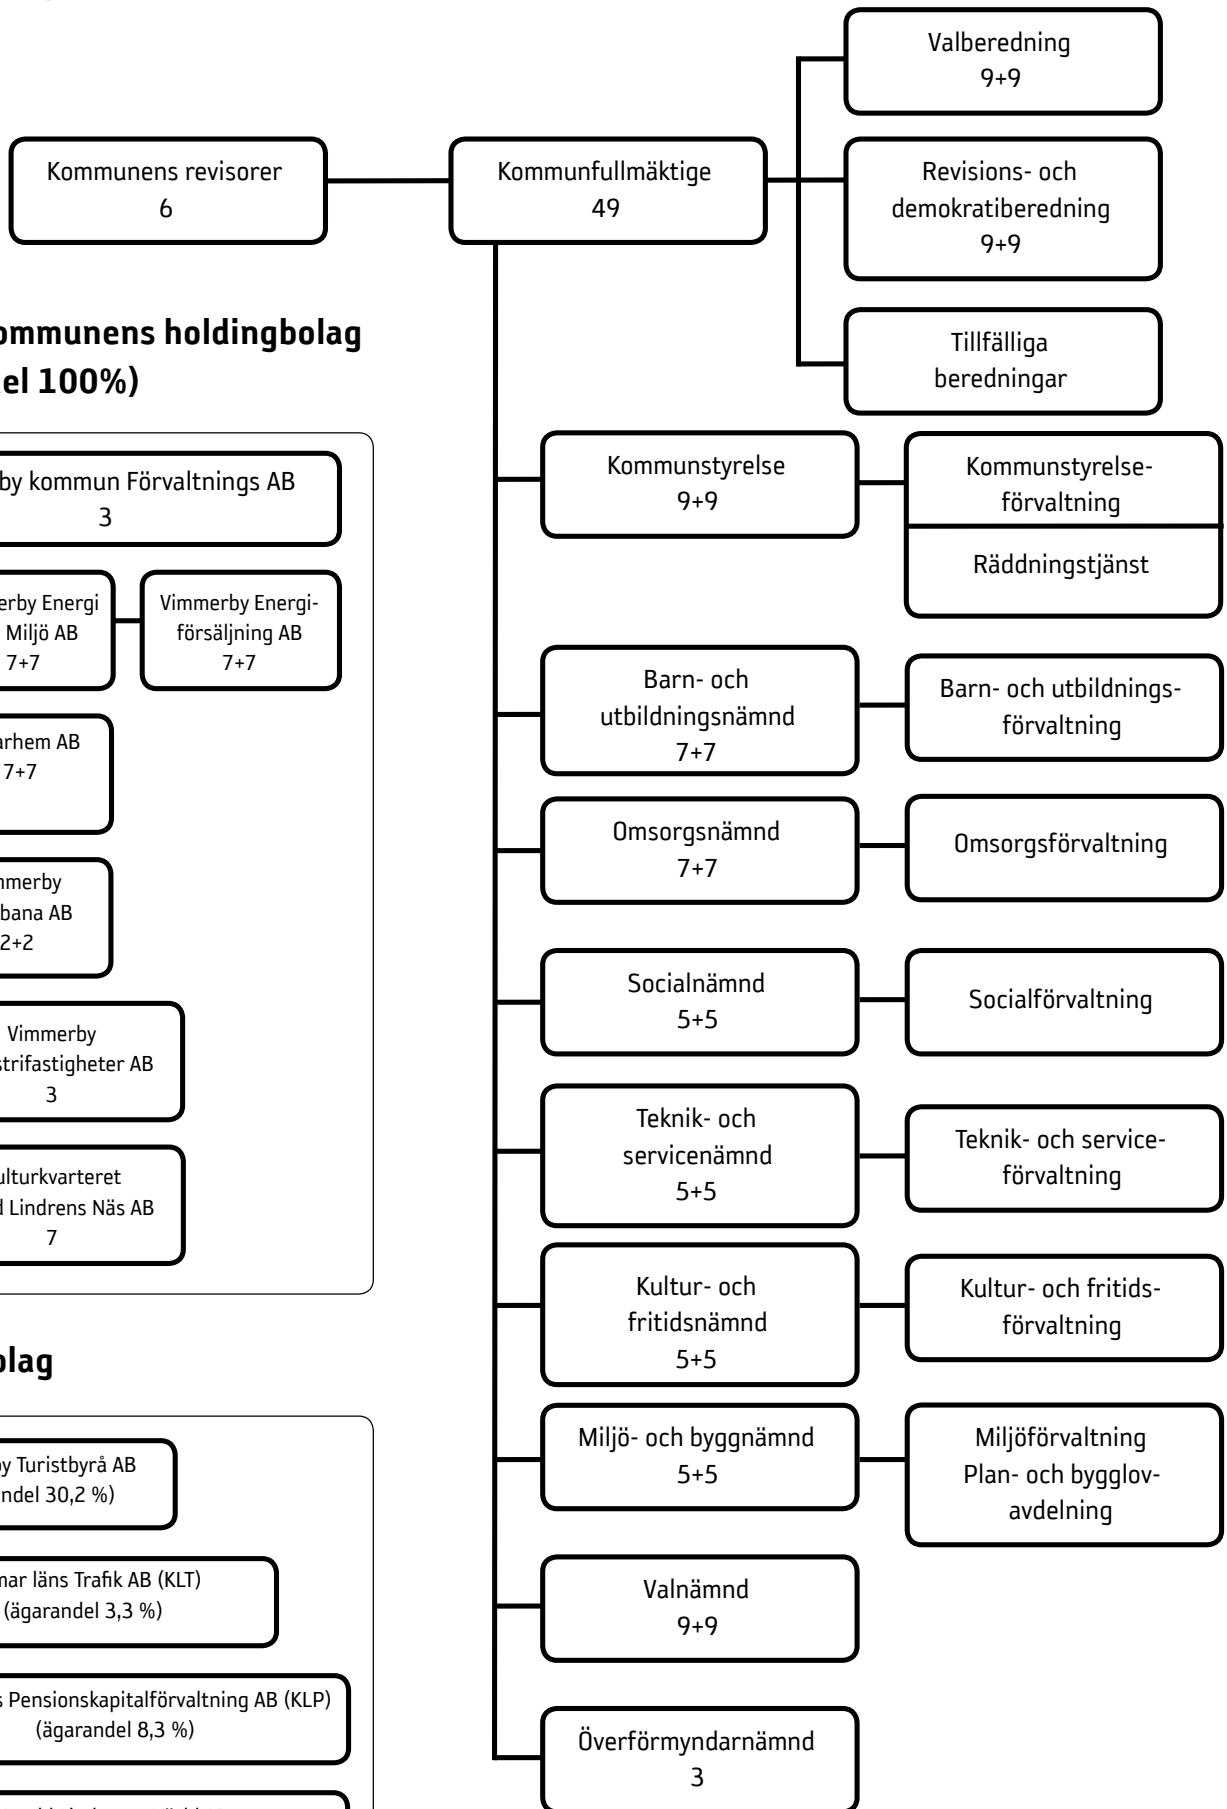 Valberedning
9+9
Kommunens revisorer
6
Kommunfullmäktige
49
Revisions- och
demokratiberedning
9+9
Tillfälliga
beredningar
ommunens holdingbolag
el 100%)
by kommun Förvaltnings AB
3
erby Energi
Miljö AB
7+7
Vimmerby Energi-
försäljning AB
7+7
arhem AB
7+7
nmerby
bana AB
2+2
Vimmerby
strifastigheter AB
3
ulturkvarteret
d Lindrens Näs AB
7
olag
by Turistbyrå AB
ndel 30,2 %)
mar läns Trafik AB (KLT)
(ägarandel 3,3 %)
s Pensionskapitalförvaltning AB (KLP)
(ägarandel 8,3 %)
Kommunstyrelse
9+9
Kommunstyrelse-
förvaltning
Räddningstjänst
Barn- och
utbildningsnämnd
7+7
Barn- och utbildnings-
förvaltning
Omsorgsnämnd
7+7
Omsorgsförvaltning
Socialnämnd
5+5
Socialförvaltning
Teknik- och
servicenämnd
5+5
Teknik- och service-
förvaltning
Kultur- och
fritidsnämnd
5+5
Kultur- och fritids-
förvaltning
Miljö- och byggnämnd
5+5
Miljöförvaltning
Plan- och bygglov-
avdelning
Valnämnd
9+9
Överförmyndarnämnd
3